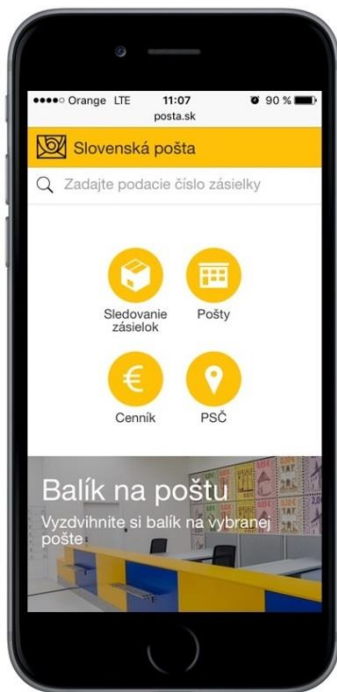 Orange LTE 11:07 90 %
posta.sk
Slovenská pošta
Zadajte podacie číslo zásielky
Sledovanie
zásielok
Pošty
Cenník
PSČ
Balík na poštu
Vyzdvihnite si balík na vybranej
pošte